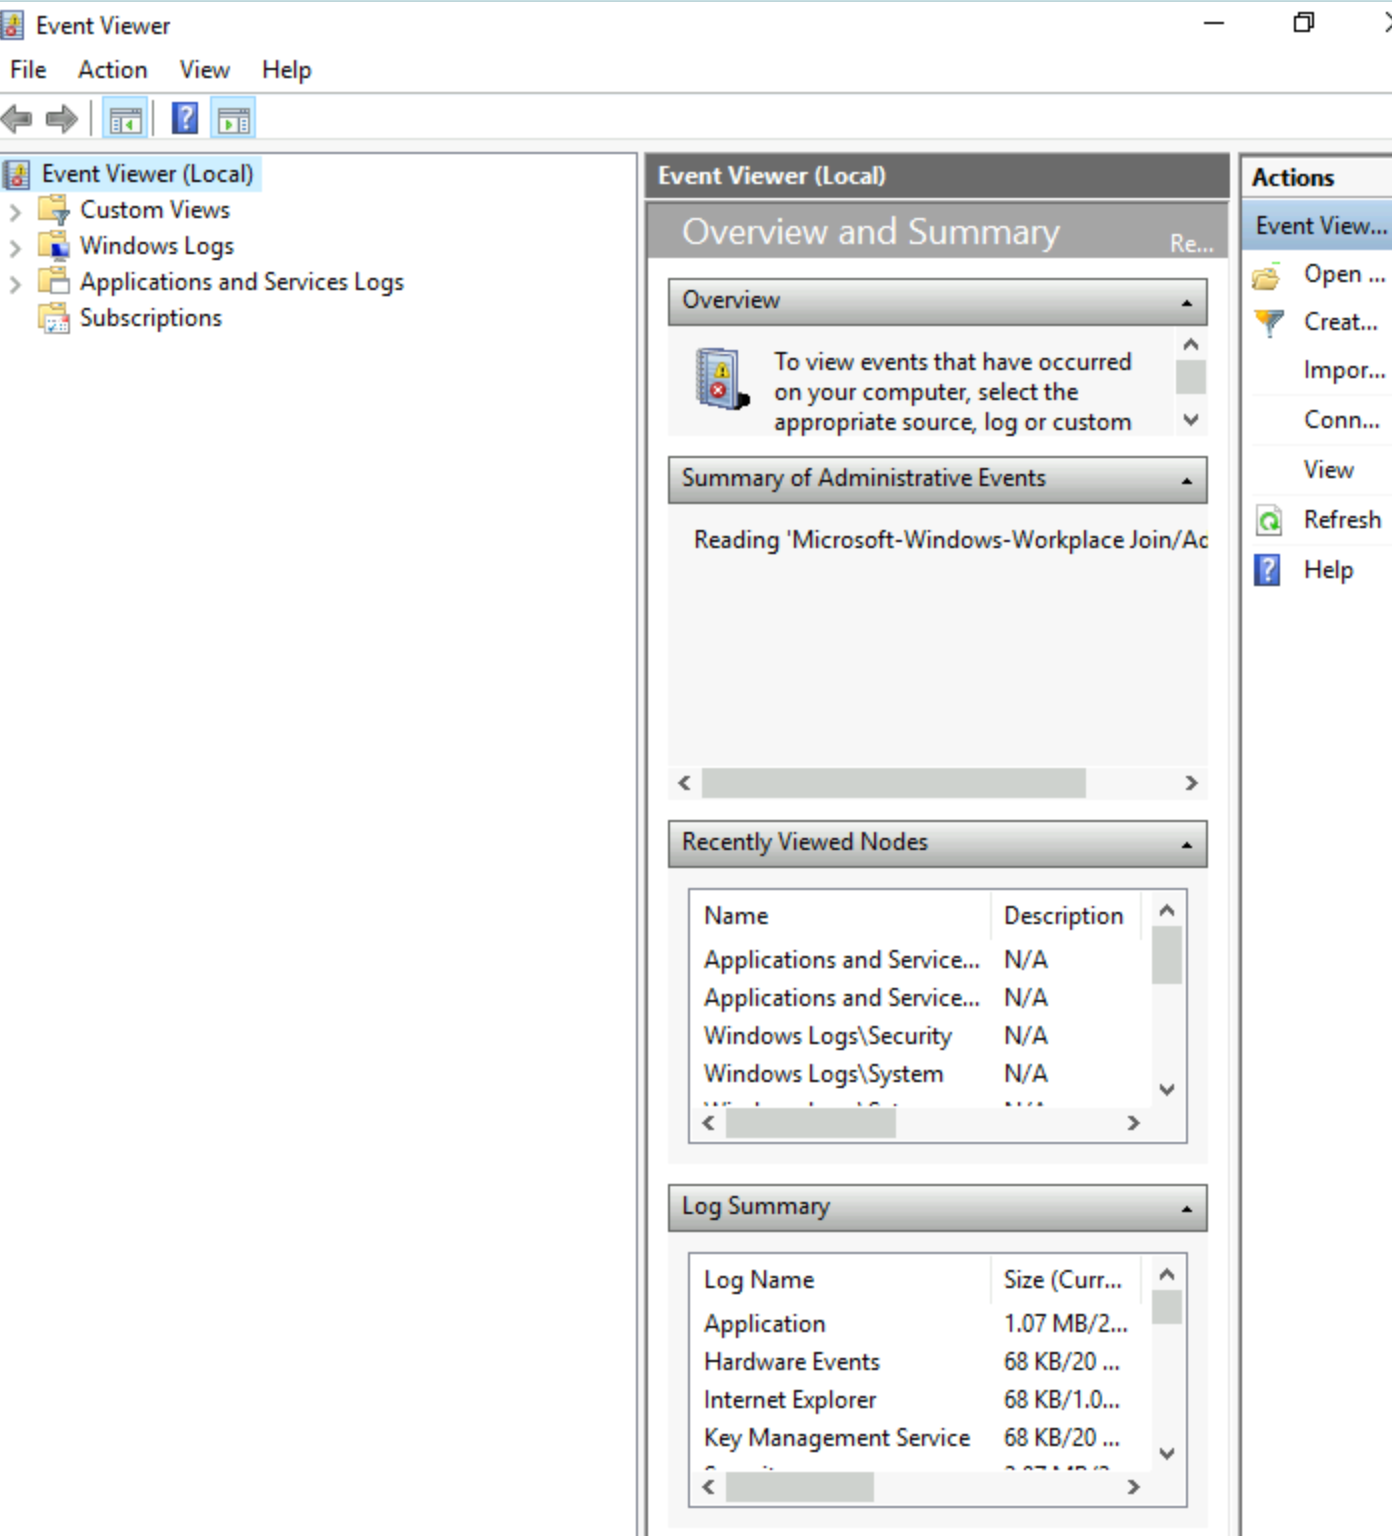 Event Viewer
File Action View Help
Event Viewer (Local)
Custom Views
Windows Logs
Applications and Services Logs
Subscriptions
Event Viewer (Local)
Overview and Summary Re...
Overview
To view events that have occurred
on your computer, select the
appropriate source, log or custom
Summary of Administrative Events
Reading 'Microsoft-Windows-Workplace Join/Ad
Recently Viewed Nodes
Name Description
Applications and Service... N/A
Applications and Service... N/A
Windows Logs\Security N/A
Windows Logs\System N/A
Log Summary
Log Name Size (Curr...
Application 1.07 MB/2...
Hardware Events 68 KB/20 ...
Internet Explorer 68 KB/1.0...
Key Management Service 68 KB/20 ...
Actions
Event View...
Open ...
Creat...
Impor...
Conn...
View
Refresh
Help